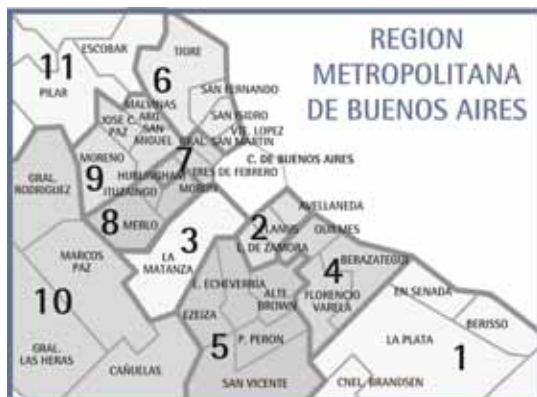 REGION
METROPOLITANA
DE BUENOS AIRES
11
ESCOBAR
TIGRE
6
PILAR
SAN FERNANDO
MALVINAS
ARG.
JOSE C.
PAZ
SAN
MIGUEL
SAN ISIDRO
VTE. LOPEZ
GRAL. SAN MARTIN
7
MORENO
C. DE BUENOS AIRES
TRES DE FEBRERO
HURLINGHAM
9
ITUZAINGO
MORON
GRAL.
RODRIGUEZ
8
MERLO
AVELLANEDA
2
LANUS
QUILMES
3
L. DE ZAMORA
MARCOS
PAZ
LA
MATANZA
BERAZATEGUI
4
E. ECHEVERRIA
FLORENCIO
VARELA
ALTE.
BROWN
EN SENADA
10
EZEIZA
BERISSO
5
P. PERON
LA PLATA
1
GRAL.
LAS HERAS
CAÑUELAS
SAN VICENTE
CNEL. BRANDSEN